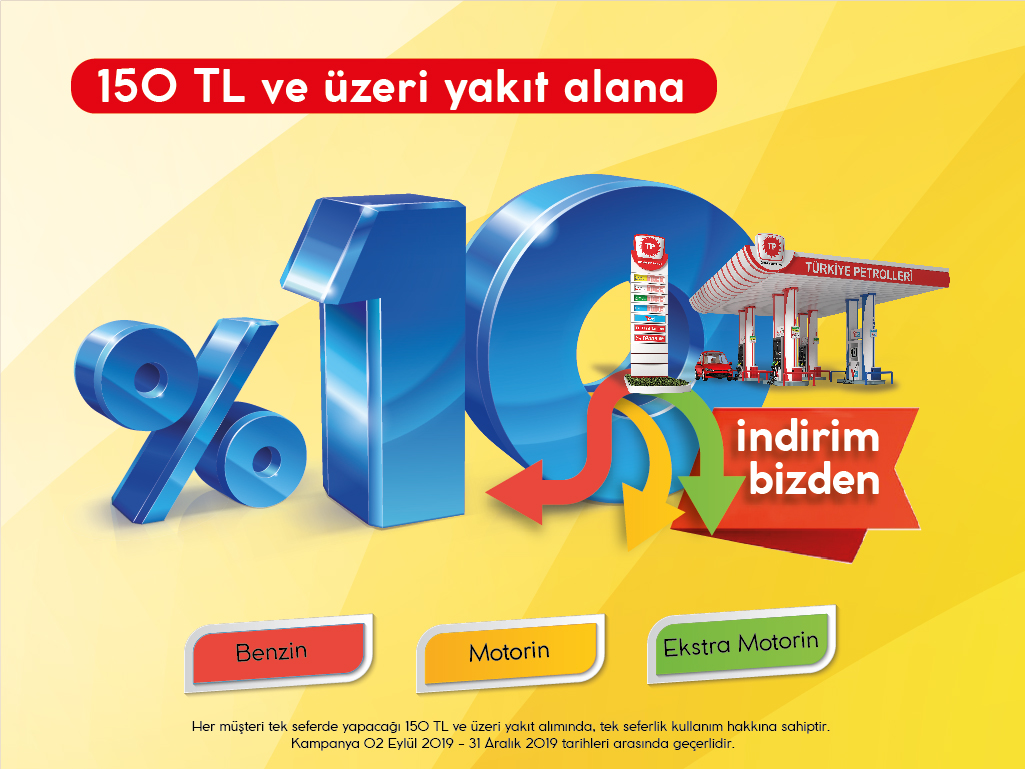 150 TL ve üzeri yakıt alana
%10
TP
TP
TÜRKİYE PETROLLERİ
indirim
bizden
Benzin
Motorin
Ekstra Motorin
Her müşteri tek seferde yapacağı 150 TL ve üzeri yakıt alımında, tek seferlik kullanım hakkına sahiptir.
Kampanya 02 Eylül 2019 - 31 Aralık 2019 tarihleri arasında geçerlidir.